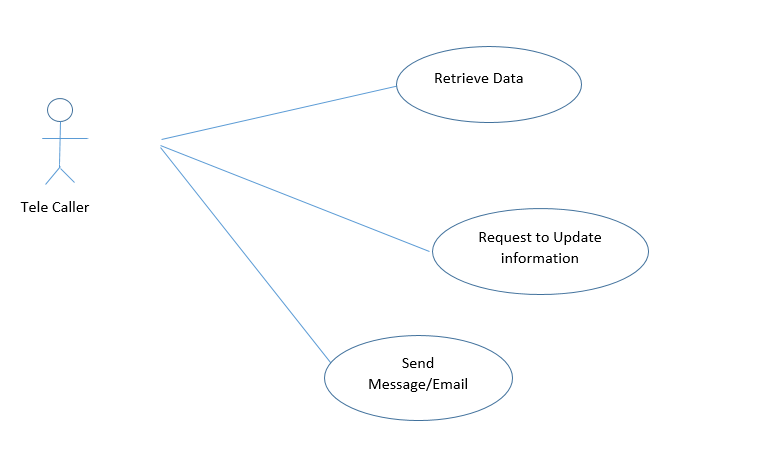 Retrieve Data
Tele Caller
Request to Update
information
Send
Message/Email